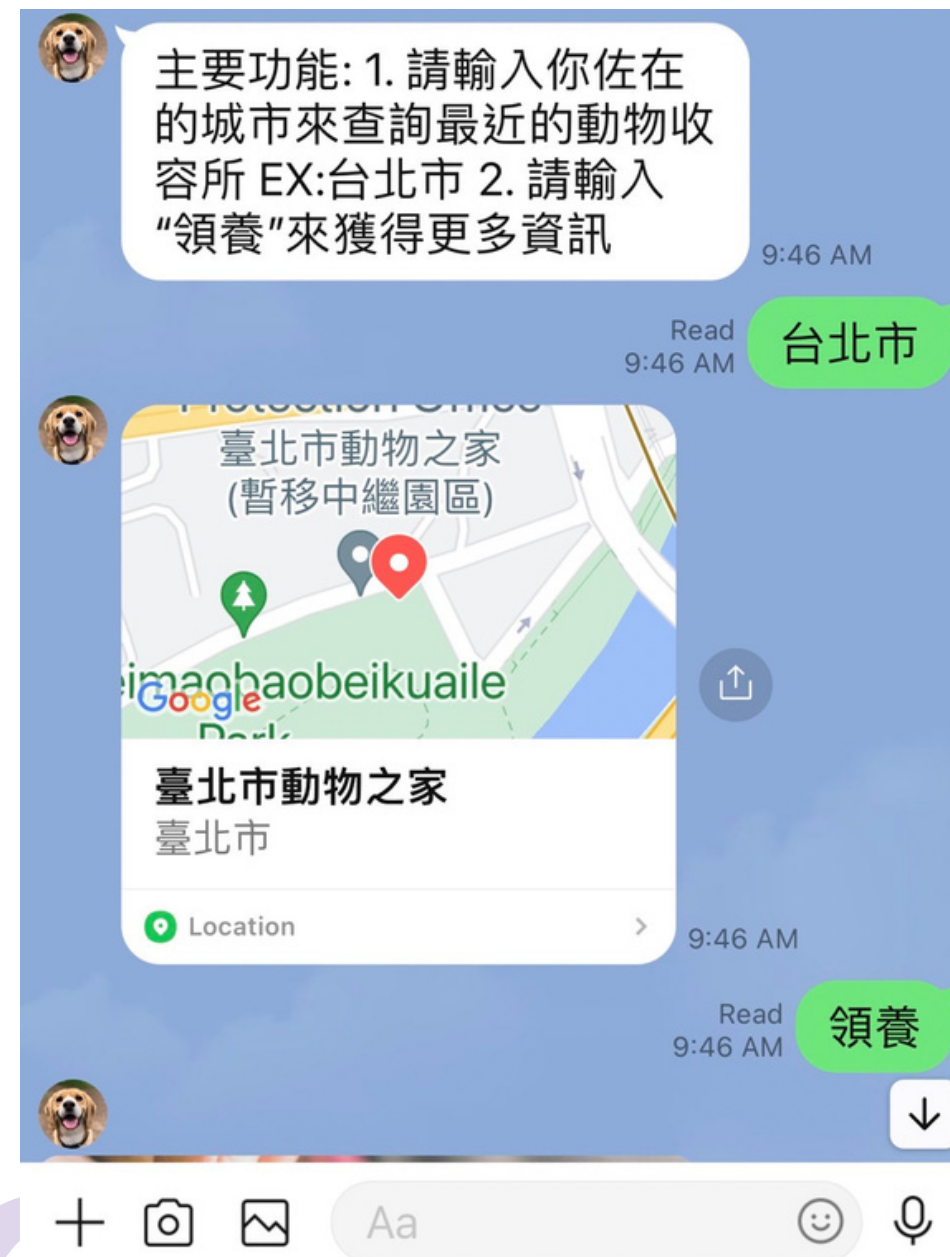 主要功能: 1. 請輸入你佐在
的城市來查詢最近的動物收
容所 EX:台北市 2. 請輸入
“領養”來獲得更多資訊
9:46 AM
Read
9:46 AM
台北市
Protection Office
臺北市動物之家
(暫移中繼園區)
eimaobaobeikuaile
Google
Park
臺北市動物之家
臺北市
Location
9:46 AM
Read
9:46 AM
領養
Aa